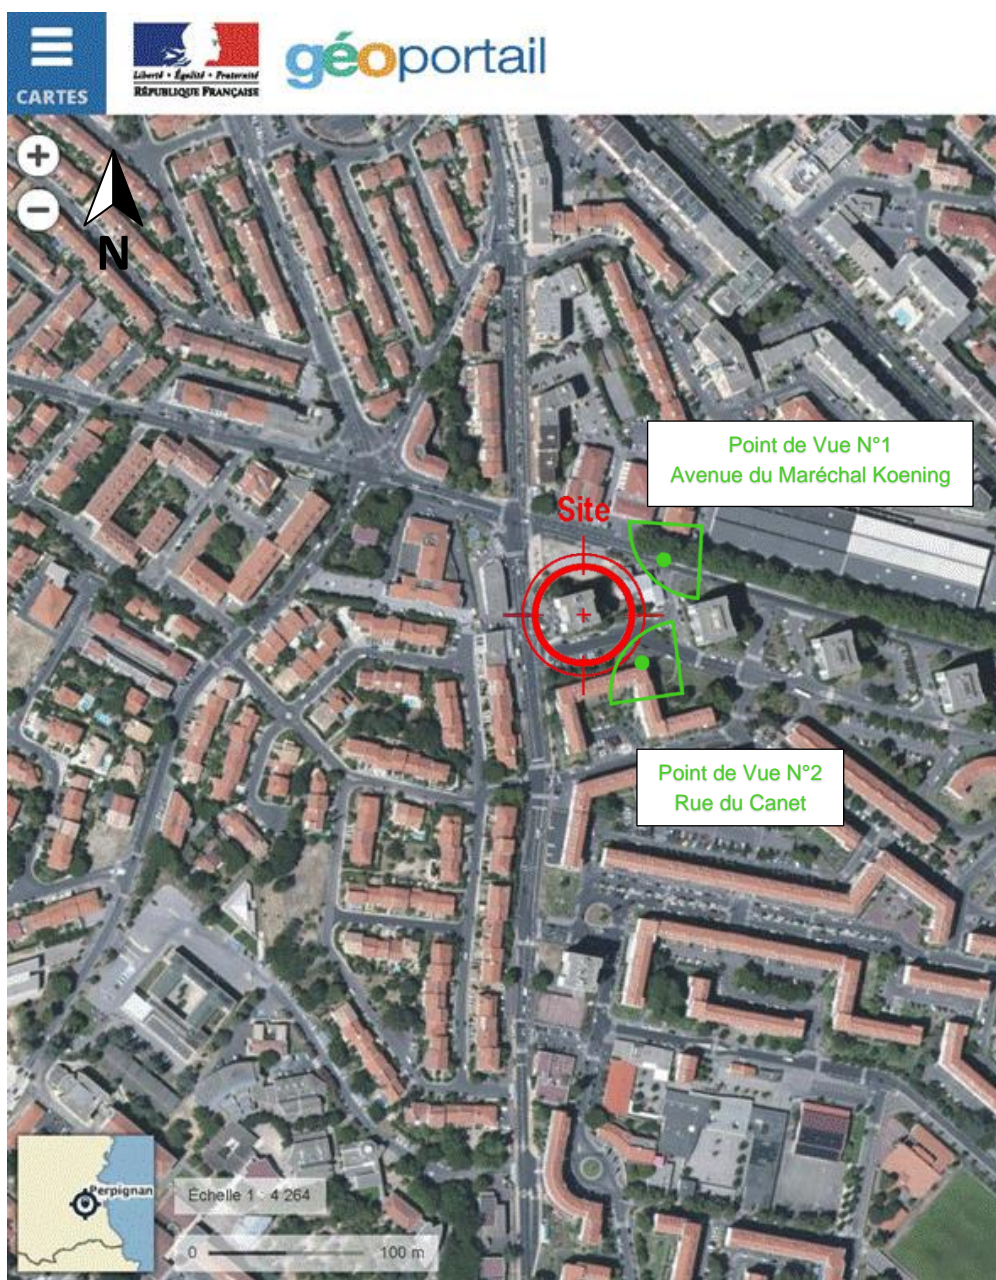 CARTES
Liberté • Égalité • Fraternité
RÉPUBLIQUE FRANÇAISE
géoportail
+
−
N
Point de Vue N°1
Avenue du Maréchal Koening
Site
Point de Vue N°2
Rue du Canet
Perpignan
Échelle 1 : 4 264
0 100 m